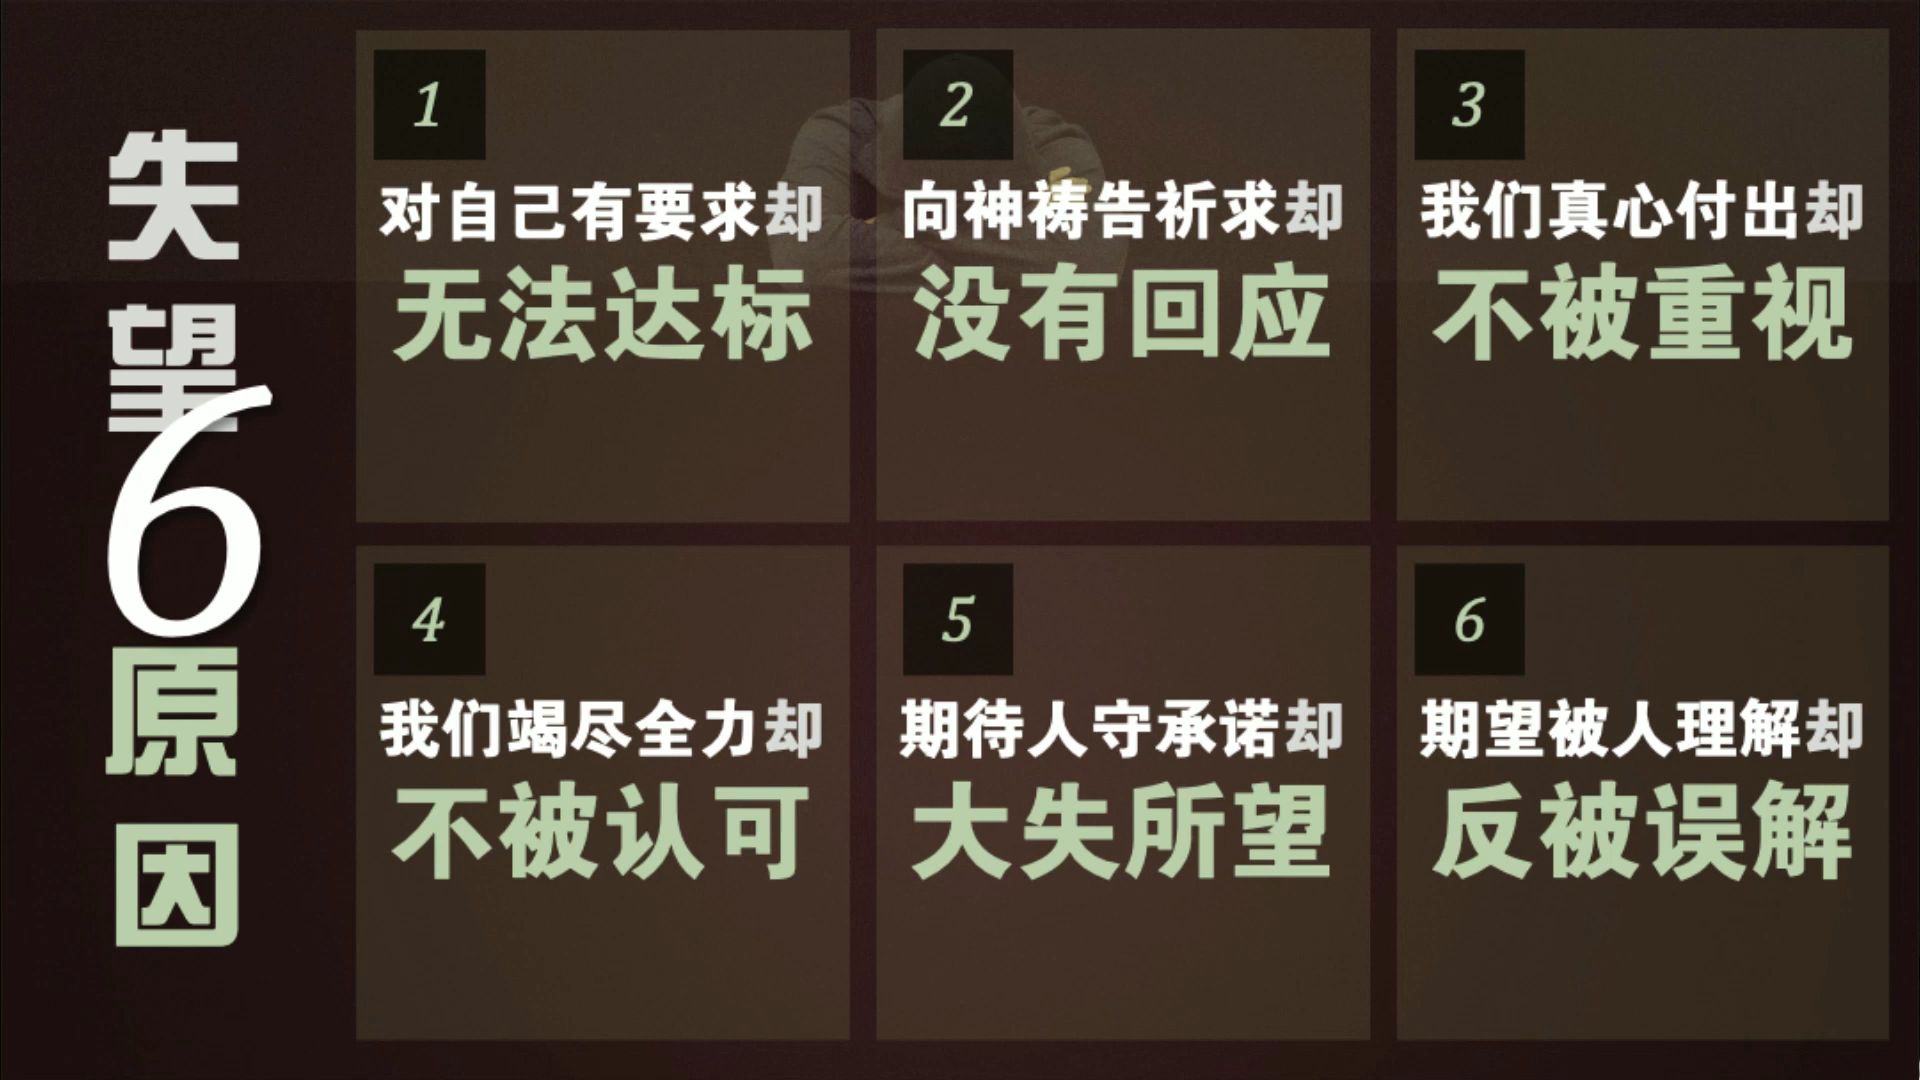 失望
6
原因
1
对自己有要求却
无法达标
2
向神祷告祈求却
没有回应
3
我们真心付出却
不被重视
4
我们竭尽全力却
不被认可
5
期待人守承诺却
大失所望
6
期望被人理解却
反被误解